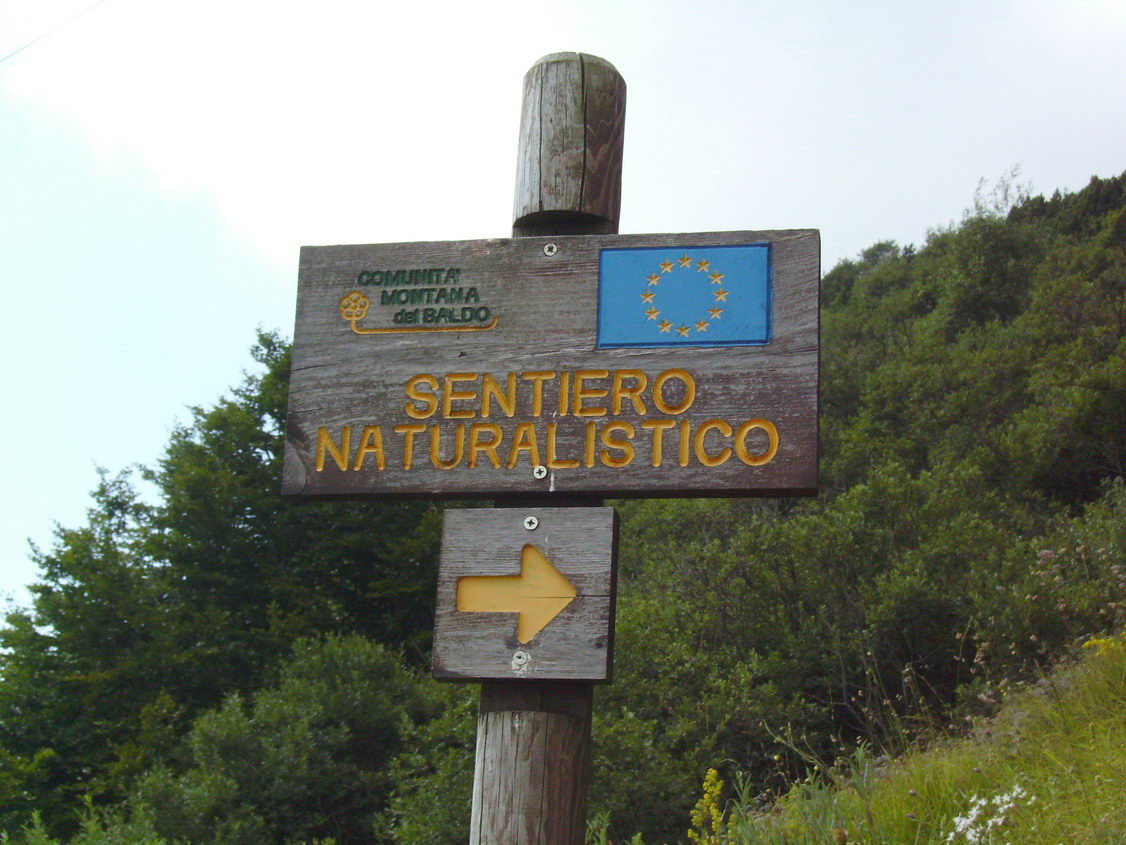 COMUNITA'
MONTANA
del BALDO
SENTIERO
NATURALISTICO